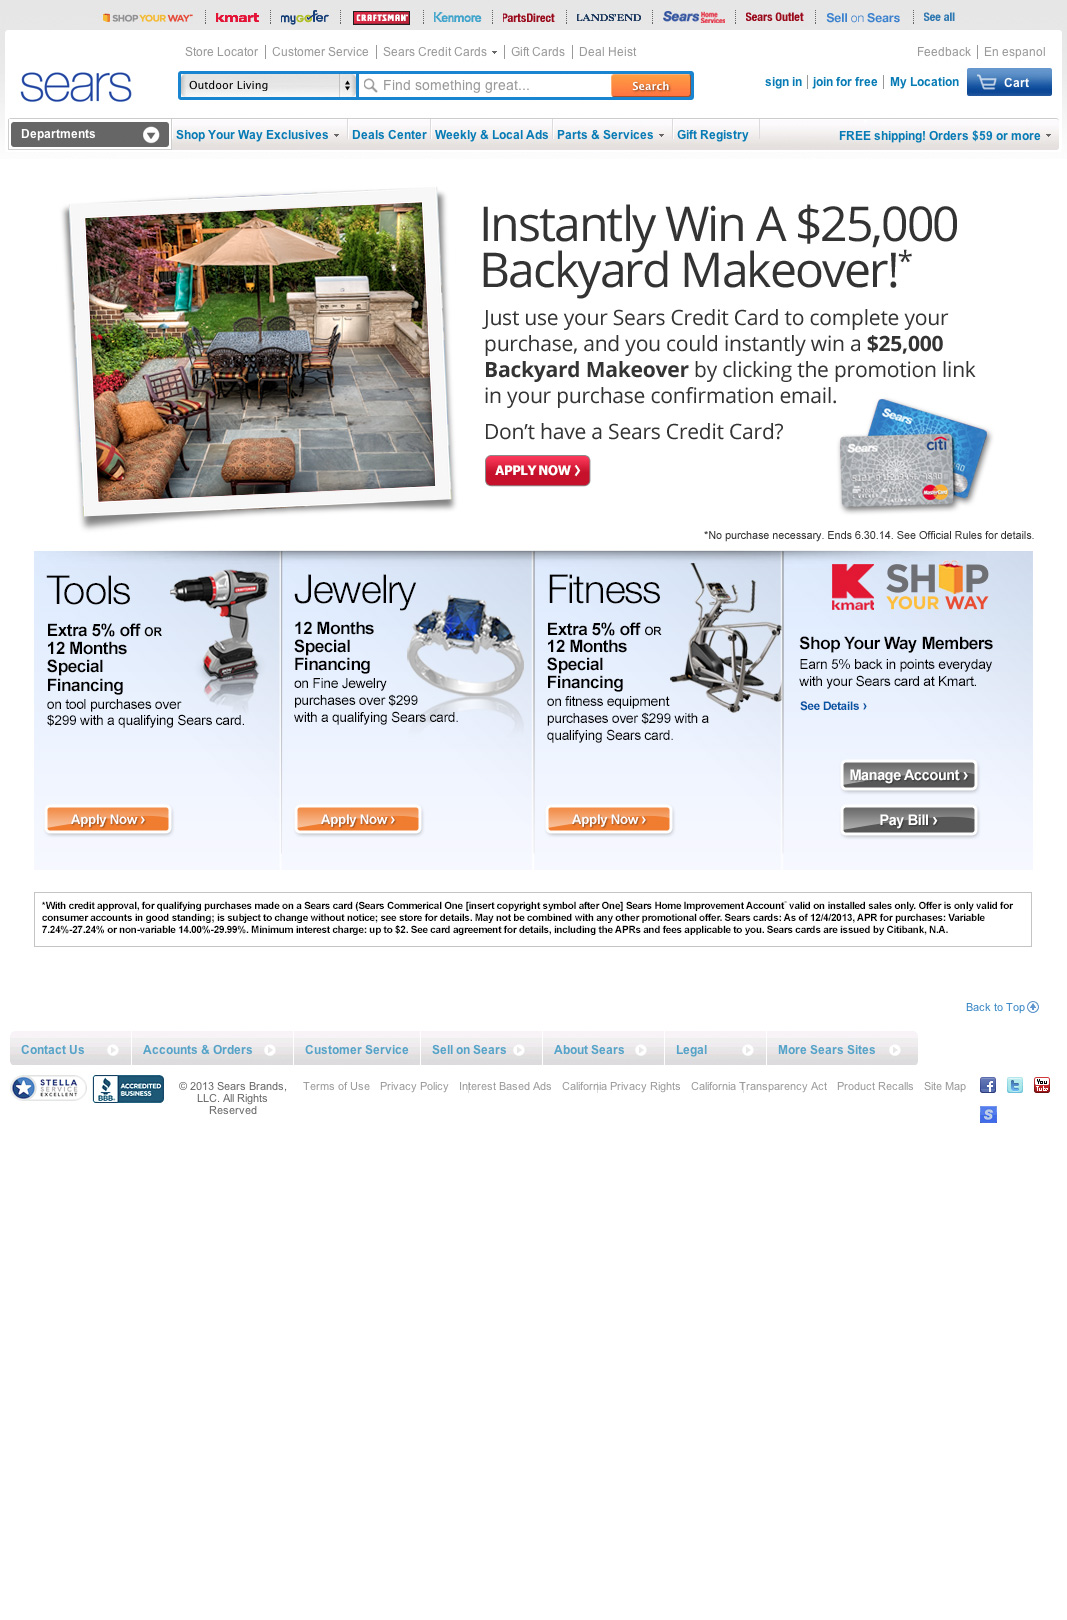 SHOP YOUR WAY kmart mygofer CRAFTSMAN Kenmore PartsDirect LANDS'END Sears Home Services Sears Outlet Sell on Sears See all
Store Locator Customer Service Sears Credit Cards Gift Cards Deal Heist Feedback En espanol
sears
Outdoor Living Find something great... Search sign in join for free My Location Cart
Departments Shop Your Way Exclusives Deals Center Weekly & Local Ads Parts & Services Gift Registry FREE shipping! Orders $59 or more
Instantly Win A $25,000
Backyard Makeover!*
Just use your Sears Credit Card to complete your
purchase, and you could instantly win a $25,000
Backyard Makeover by clicking the promotion link
in your purchase confirmation email.
Don't have a Sears Credit Card?
APPLY NOW ›
Sears
Sears
citi
MasterCard
*No purchase necessary. Ends 6.30.14. See Official Rules for details.
Tools
Extra 5% off OR
12 Months
Special
Financing
on tool purchases over
$299 with a qualifying Sears card.
Apply Now ›
Jewelry
12 Months
Special
Financing
on Fine Jewelry
purchases over $299
with a qualifying Sears card.
Apply Now ›
Fitness
Extra 5% off OR
12 Months
Special
Financing
on fitness equipment
purchases over $299 with a
qualifying Sears card.
Apply Now ›
K
kmart
SHOP
YOUR WAY
Shop Your Way Members
Earn 5% back in points everyday
with your Sears card at Kmart.
See Details ›
Manage Account ›
Pay Bill ›
*With credit approval, for qualifying purchases made on a Sears card (Sears Commerical One [insert copyright symbol after One] Sears Home Improvement Account valid on installed sales only. Offer is only valid for
consumer accounts in good standing; is subject to change without notice; see store for details. May not be combined with any other promotional offer. Sears cards: As of 12/4/2013, APR for purchases: Variable
7.24%-27.24% or non-variable 14.00%-29.99%. Minimum interest charge: up to $2. See card agreement for details, including the APRs and fees applicable to you. Sears cards are issued by Citibank, N.A.
Back to Top
Contact Us Accounts & Orders Customer Service Sell on Sears About Sears Legal More Sears Sites
STELLA
SERVICE
EXCELLENT
BBB
ACCREDITED
BUSINESS
© 2013 Sears Brands,
LLC. All Rights
Reserved
Terms of Use Privacy Policy Interest Based Ads California Privacy Rights California Transparency Act Product Recalls Site Map
f t You Tube
S